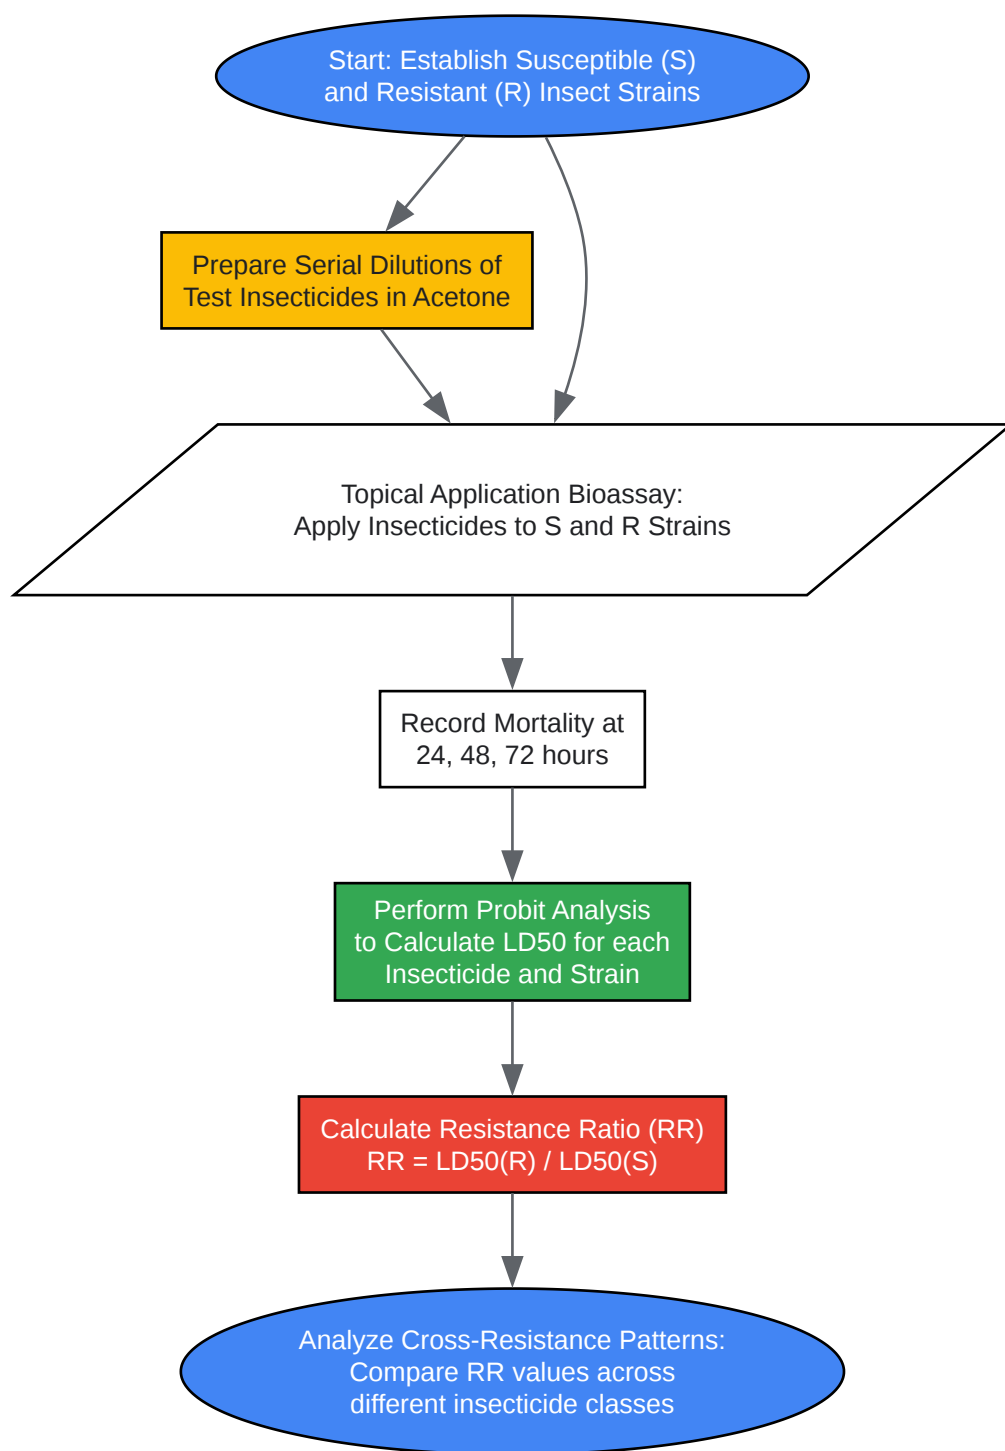 Start: Establish Susceptible (S)
and Resistant (R) Insect Strains
Prepare Serial Dilutions of
Test Insecticides in Acetone
Topical Application Bioassay:
Apply Insecticides to S and R Strains
Record Mortality at
24, 48, 72 hours
Perform Probit Analysis
to Calculate LD50 for each
Insecticide and Strain
Calculate Resistance Ratio (RR)
RR = LD50(R) / LD50(S)
Analyze Cross-Resistance Patterns:
Compare RR values across
different insecticide classes